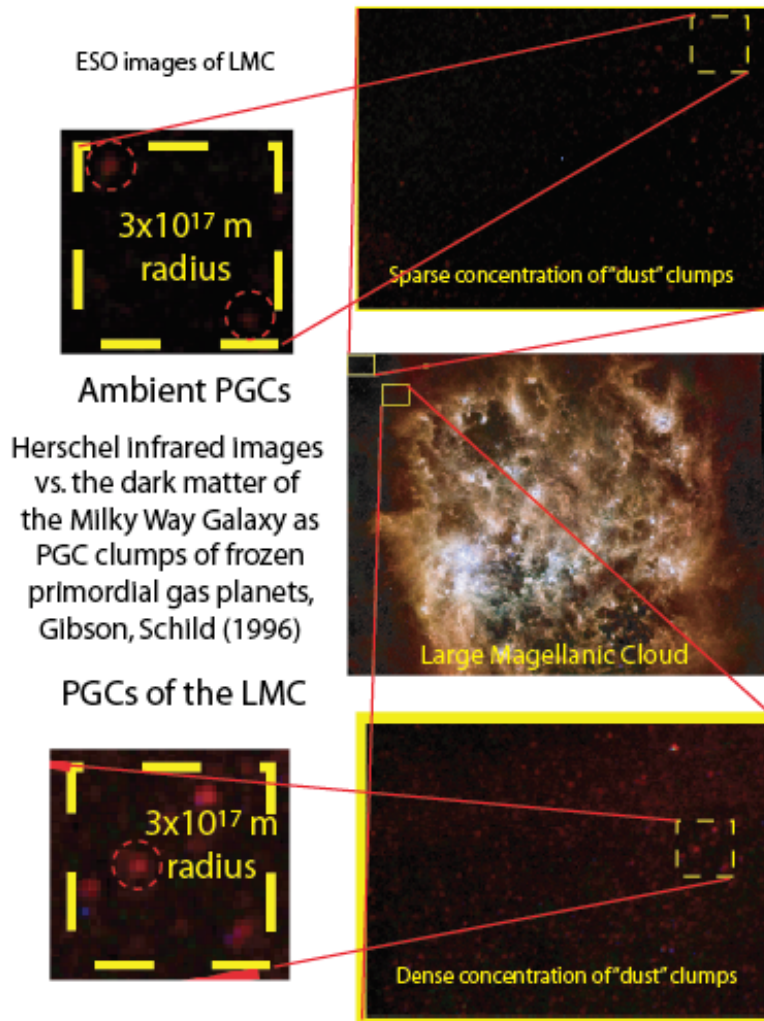 ESO images of LMC
3x10¹⁷ m
radius
Sparse concentration of "dust" clumps
Ambient PGCs
Herschel Infrared Images
vs. the dark matter of
the Milky Way Galaxy as
PGC clumps of frozen
primordial gas planets,
Gibson, Schild (1996)
Large Magellanic Cloud
PGCs of the LMC
3x10¹⁷ m
radius
Dense concentration of "dust" clumps